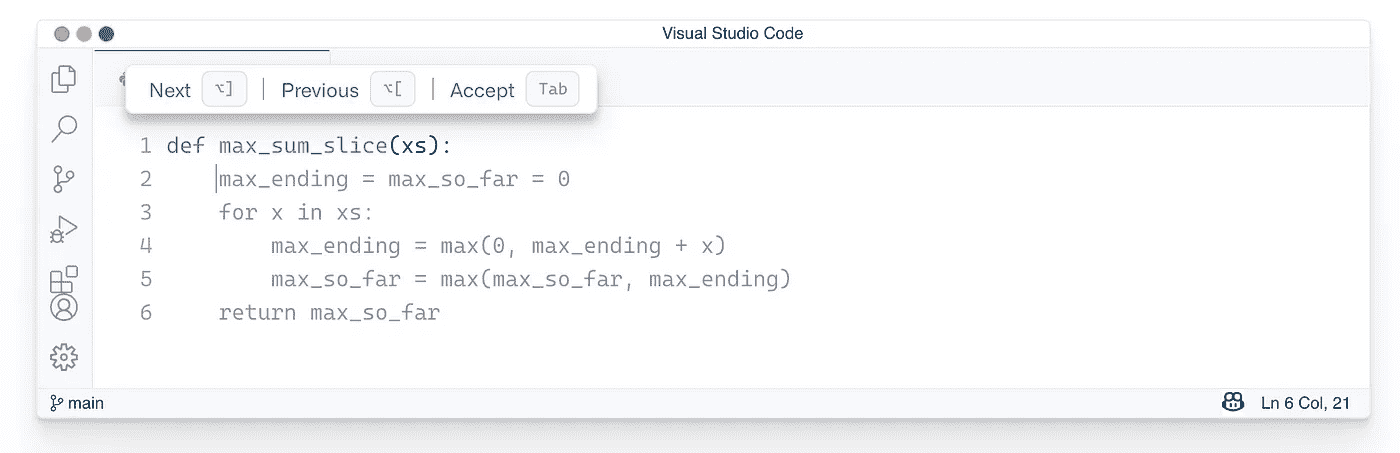 Visual Studio Code
Next ⌥] | Previous ⌥[ | Accept Tab
1 def max_sum_slice(xs):
2     max_ending = max_so_far = 0
3     for x in xs:
4         max_ending = max(0, max_ending + x)
5         max_so_far = max(max_so_far, max_ending)
6     return max_so_far
main Ln 6 Col, 21